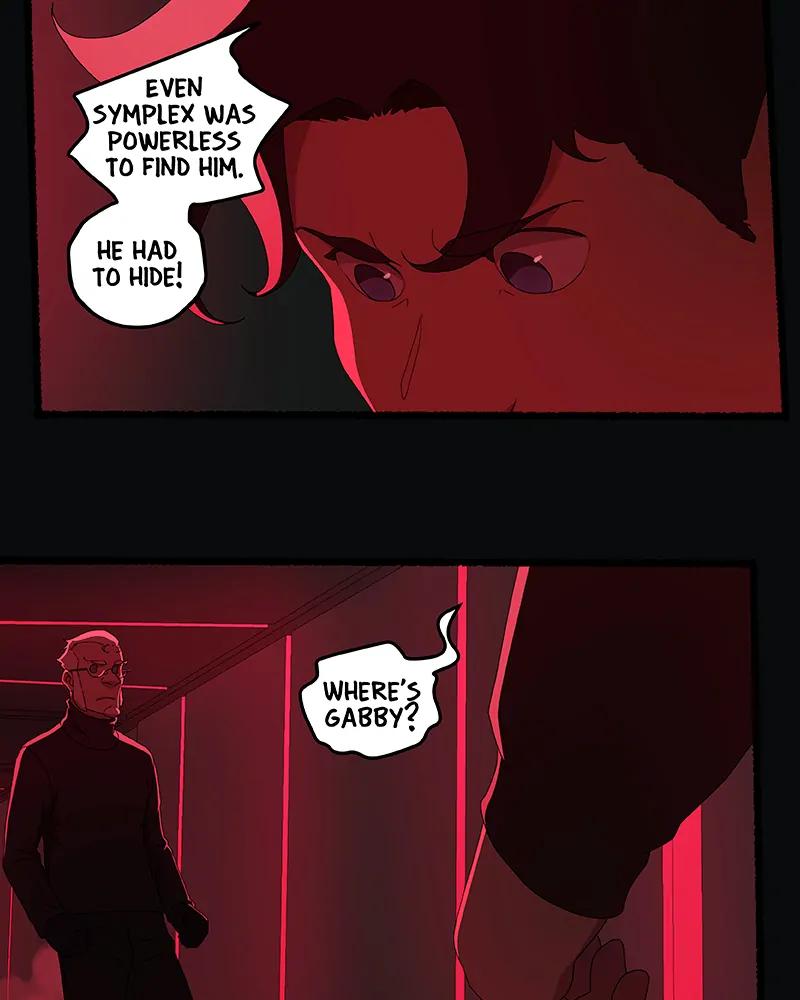 EVEN
SYMPLEX WAS
POWERLESS
TO FIND HIM.
HE HAD
TO HIDE!
WHERE'S
GABBY?